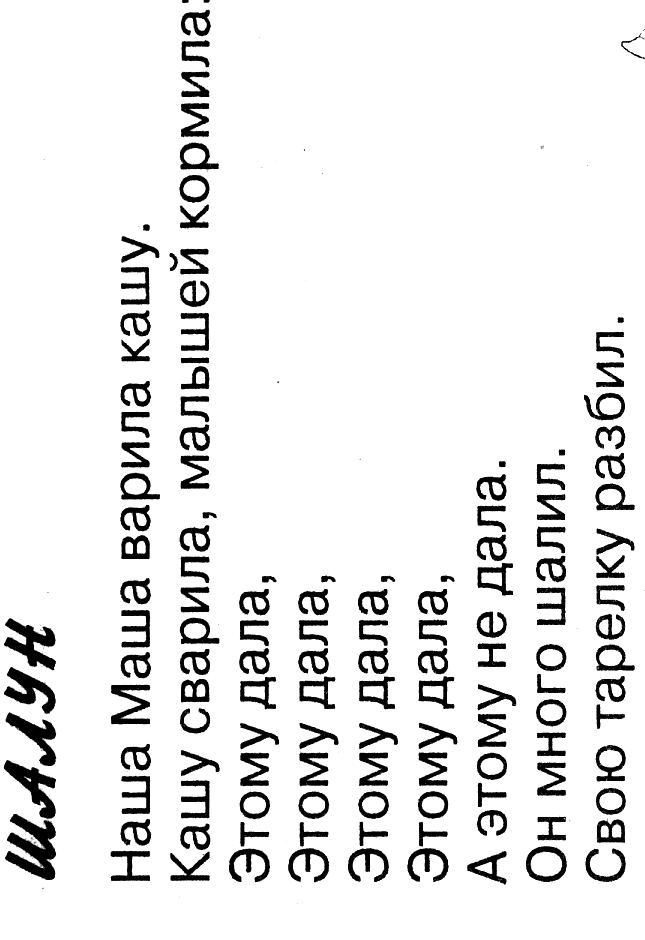 ШАЛУН
Наша Маша варила кашу.
Кашу сварила, малышей кормила:
Этому дала,
Этому дала,
Этому дала,
Этому дала,
А этому не дала.
Он много шалил.
Свою тарелку разбил.